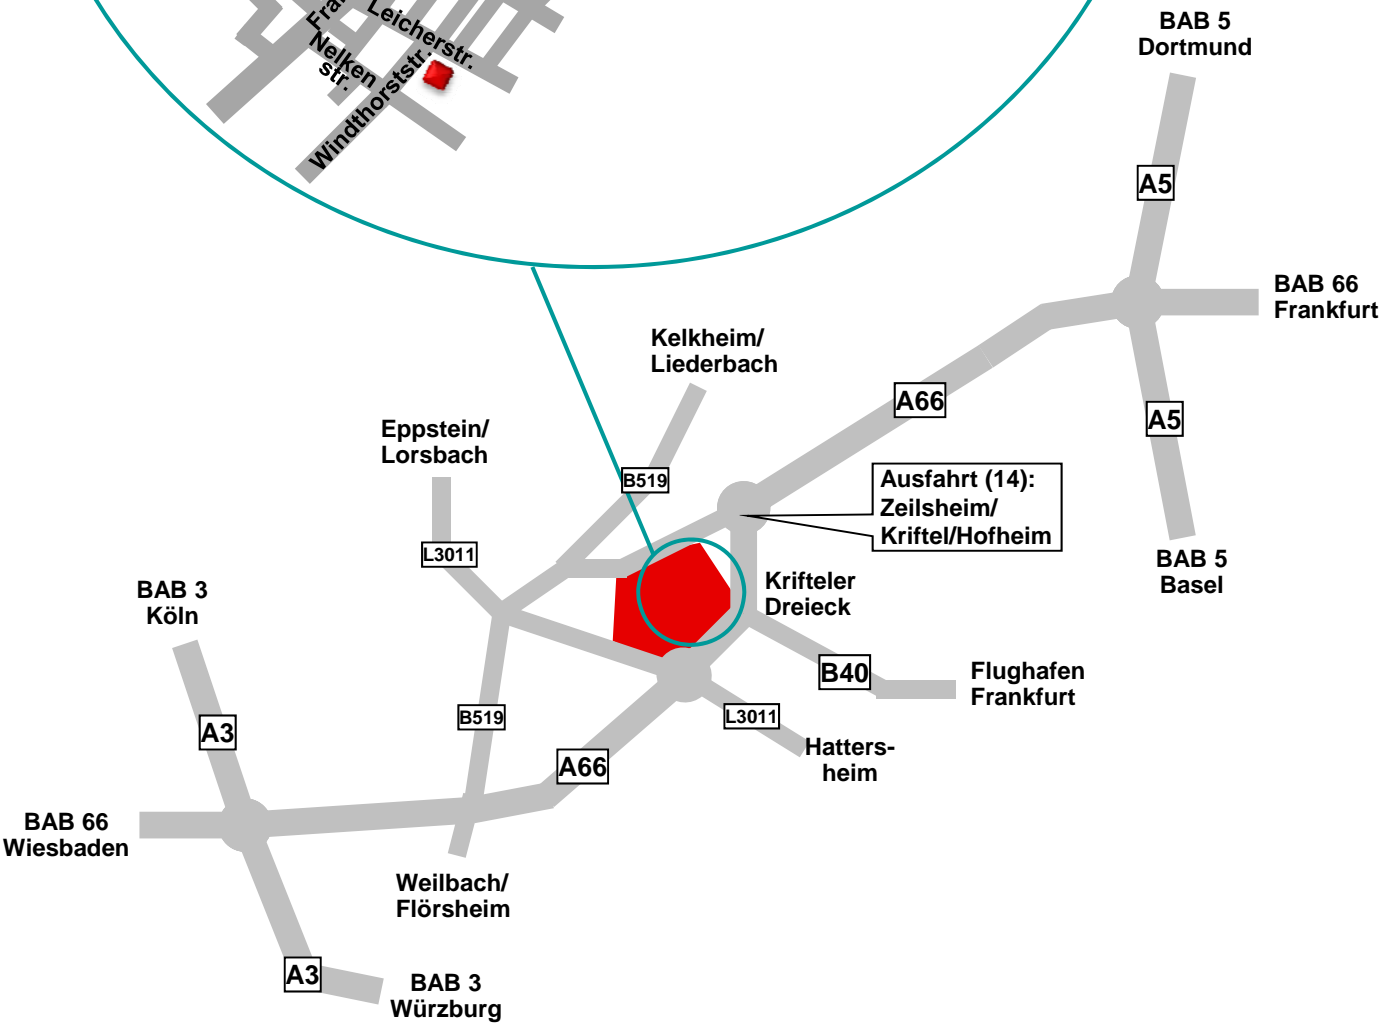 Leicherstr.
Nelken
str.
Windthorststr.
BAB 5
Dortmund
A5
BAB 66
Frankfurt
Kelkheim/
Liederbach
A66
A5
Eppstein/
Lorsbach
B519
Ausfahrt (14):
Zeilsheim/
Kriftel/Hofheim
L3011
BAB 5
Basel
BAB 3
Köln
Krifteler
Dreieck
B40
Flughafen
Frankfurt
A3
B519
L3011
Hatters-
heim
A66
BAB 66
Wiesbaden
Weilbach/
Flörsheim
A3
BAB 3
Würzburg